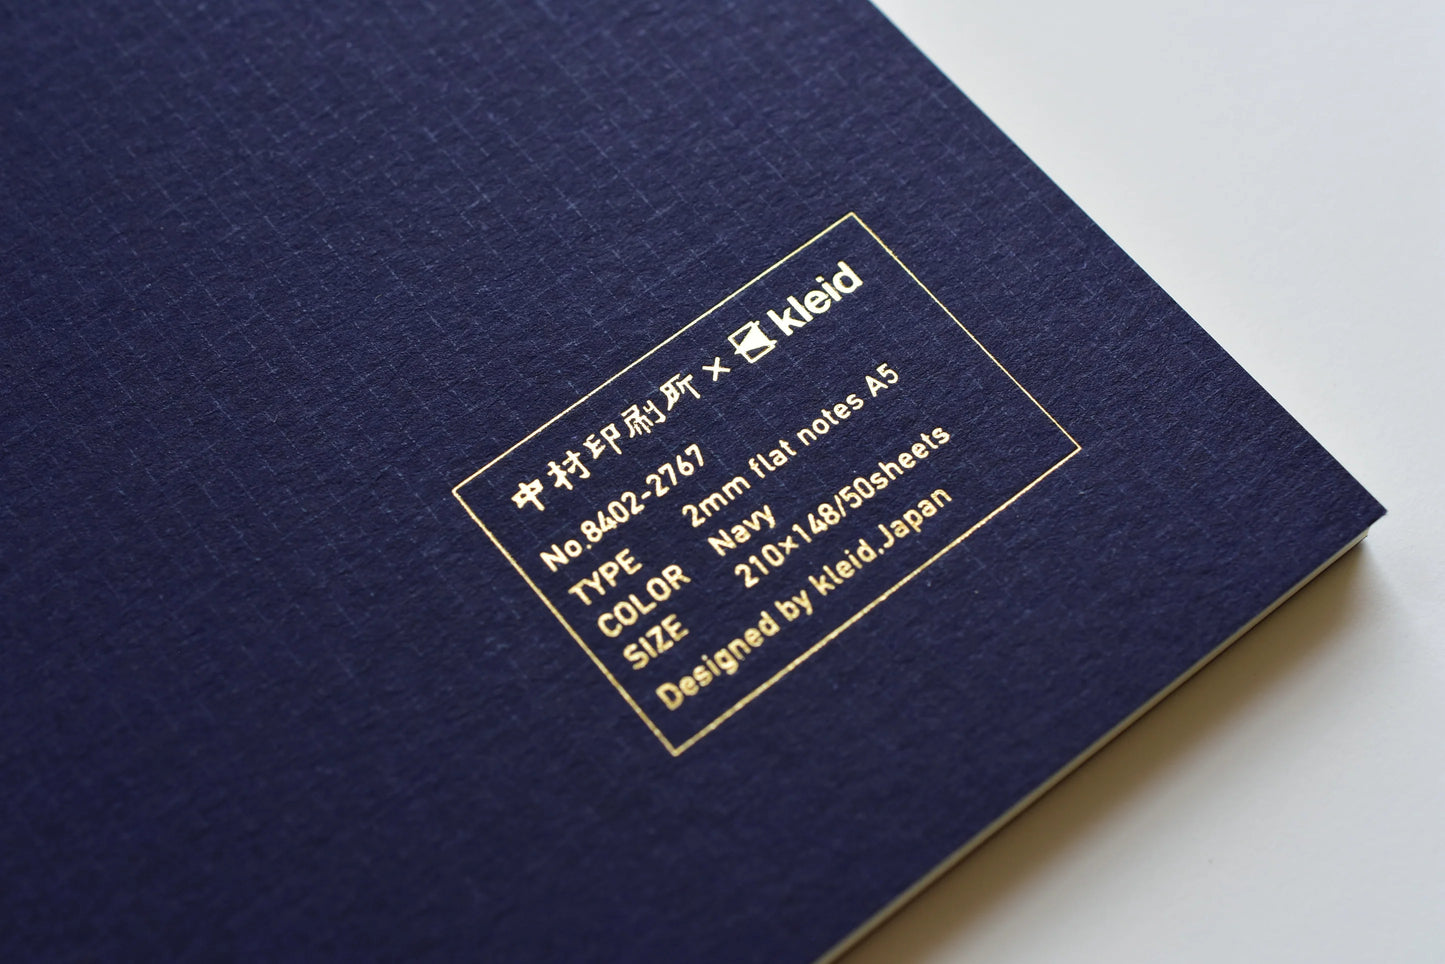 中村印刷所 × kleid
No.8402-2767
TYPE 2mm flat notes A5
COLOR Navy
SIZE 210×148/50sheets
Designed by kleid,Japan